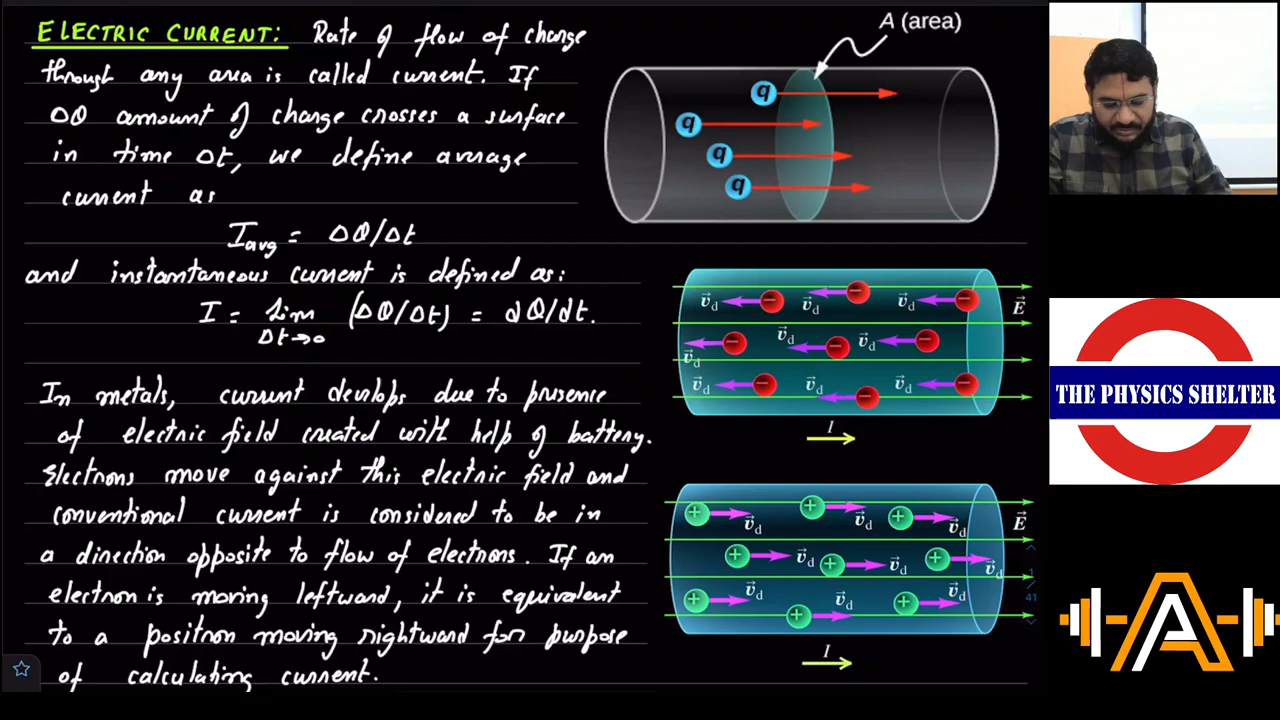 ELECTRIC CURRENT: Rate of flow of charge
through any area is called current. If
ΔQ amount of charge crosses a surface
in time Δt, we define average
current as
I avg = ΔQ/Δt
and instantaneous current is defined as:
I = lim (ΔQ/Δt) = dQ/dt.
Δt→0
In metals, current develops due to presence
of electric field created with help of battery.
Electrons move against this electric field and
conventional current is considered to be in
a direction opposite to flow of electrons. If an
electron is moving leftward, it is equivalent
to a positron moving rightward for purpose
of calculating current.
A (area)
q
q
q
q
v⃗d v⃗d v⃗d
E⃗
v⃗d v⃗d v⃗d
v⃗d v⃗d v⃗d
I
v⃗d v⃗d v⃗d
E⃗
v⃗d v⃗d v⃗d
v⃗d v⃗d v⃗d
I
1
41
THE PHYSICS SHELTER
A